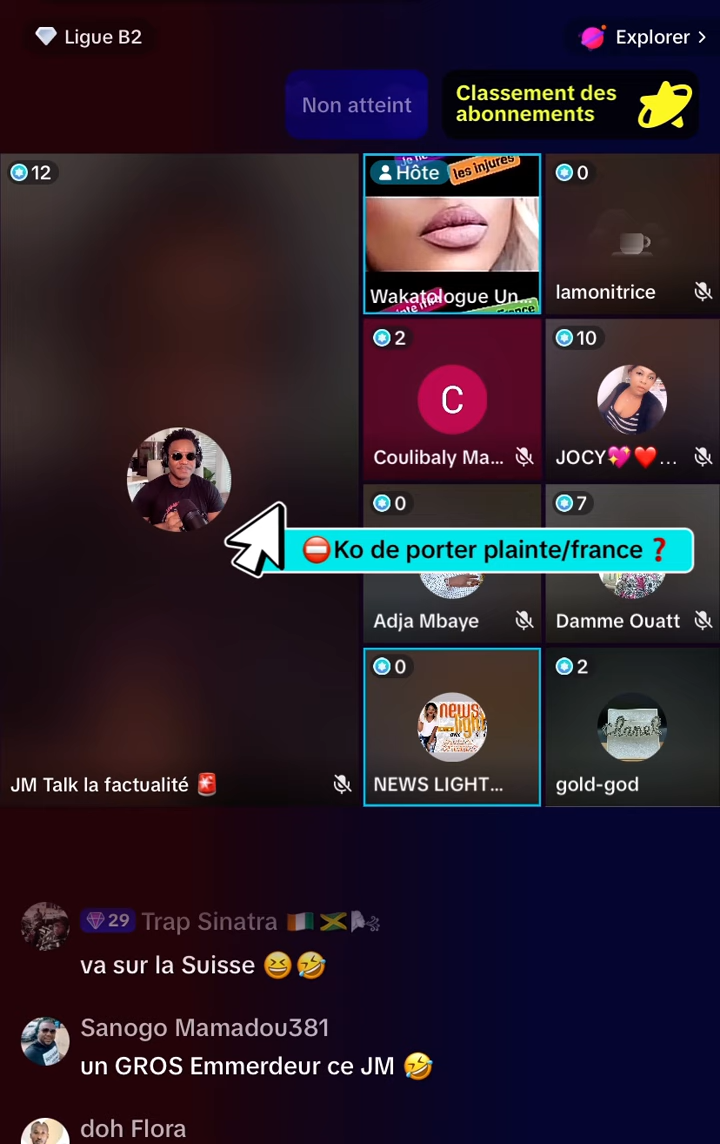 Ligue B2
Explorer
Non atteint
Classement des
abonnements
12
Hôte
les injures
Wakatologue Un...
0
lamonitrice
2
C
Coulibaly Ma...
10
JOCY💖❤️...
0
7
⛔Ko de porter plainte/france ❓
Adja Mbaye
Damme Ouatt
0
news
light
NEWS LIGHT...
2
chanel
gold-god
JM Talk la factualité 🚨
29 Trap Sinatra 🇨🇮🇯🇲🌬
va sur la Suisse 😆🤣
Sanogo Mamadou381
un GROS Emmerdeur ce JM 🤣
doh Flora